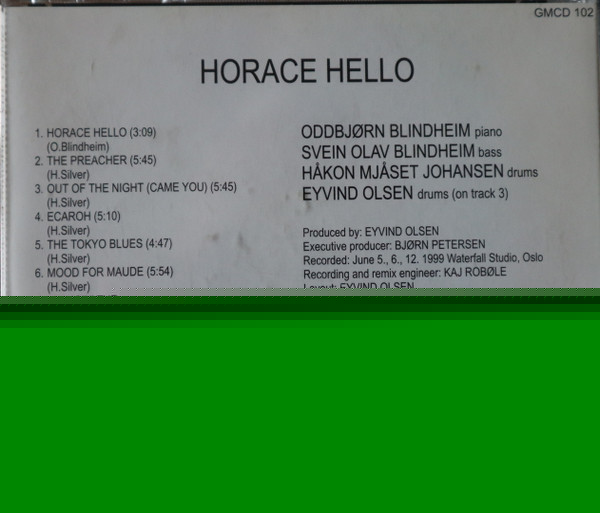 GMCD 102
HORACE HELLO
1. HORACE HELLO (3:09)
(O.Blindheim)
2. THE PREACHER (5:45)
(H.Silver)
3. OUT OF THE NIGHT (CAME YOU) (5:45)
(H.Silver)
4. ECAROH (5:10)
(H.Silver)
5. THE TOKYO BLUES (4:47)
(H.Silver)
6. MOOD FOR MAUDE (5:54)
(H.Silver)
ODDBJØRN BLINDHEIM piano
SVEIN OLAV BLINDHEIM bass
HÅKON MJÅSET JOHANSEN drums
EYVIND OLSEN drums (on track 3)
Produced by: EYVIND OLSEN
Executive producer: BJØRN PETERSEN
Recorded: June 5., 6., 12. 1999 Waterfall Studio, Oslo
Recording and remix engineer: KAJ ROBØLE
Layout: EYVIND OLSEN